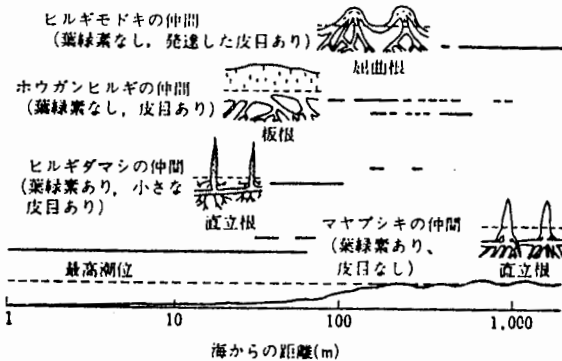 ヒルギモドキの仲間
(葉緑素なし, 発達した皮目あり)
屈曲根
ホウガンヒルギの仲間
(葉緑素なし, 皮目あり)
板根
ヒルギダマシの仲間
(葉緑素あり, 小さな
皮目あり)
直立根
マヤプシキの仲間
(葉緑素あり、
皮目なし)
直立根
最高潮位
1 10 100 1,000
海からの距離(m)